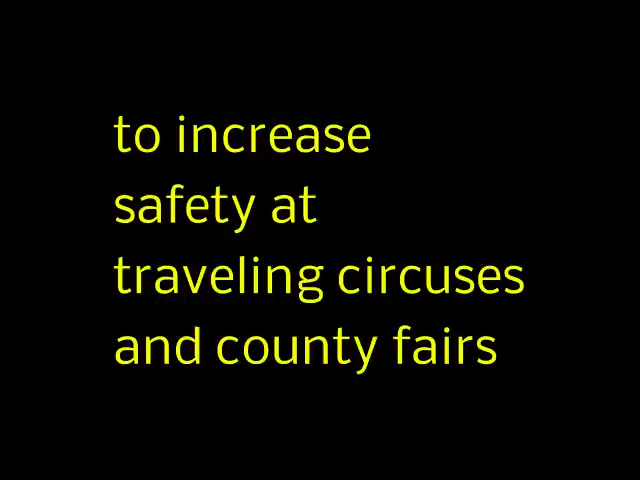 to increase
safety at
traveling circuses
and county fairs